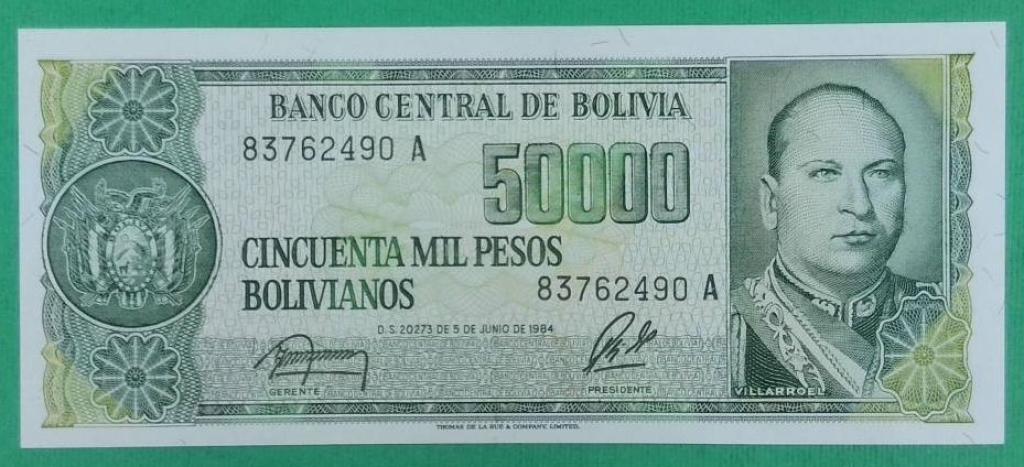 BANCO CENTRAL DE BOLIVIA
83762490 A
50000
CINCUENTA MIL PESOS
BOLIVIANOS
83762490 A
D.S. 20273 DE 5 DE JUNIO DE 1984
GERENTE
PRESIDENTE
VILLARROEL
THOMAS DE LA RUE & COMPANY, LIMITED.